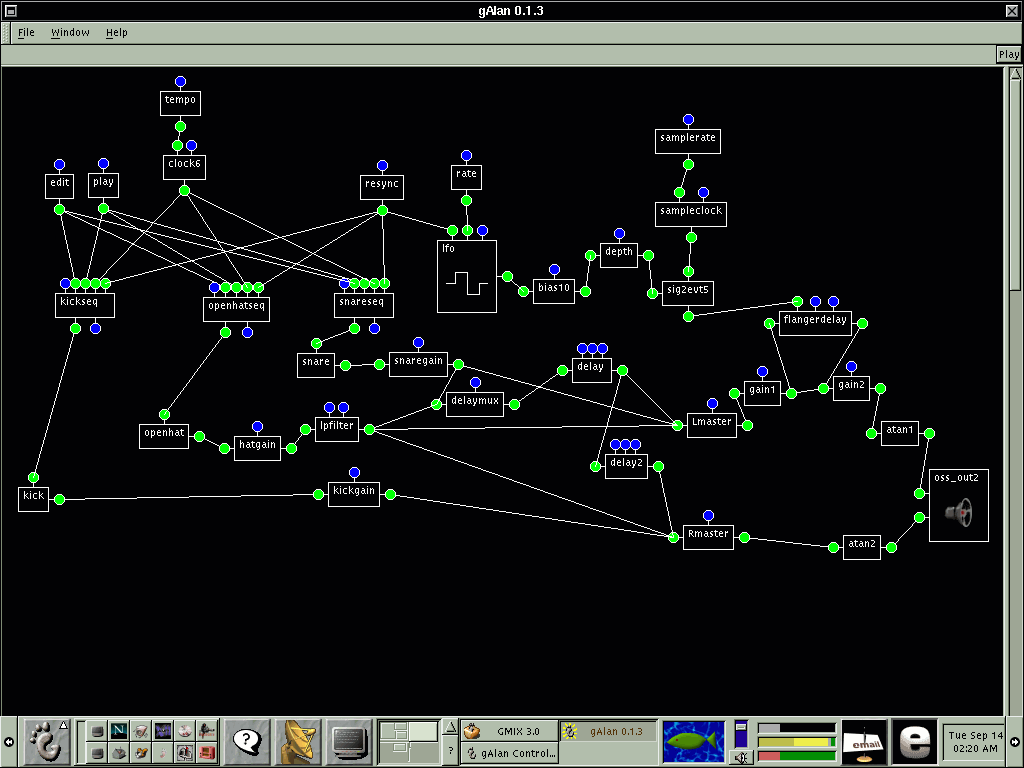 gAlan 0.1.3
File Window Help
Play
tempo
samplerate
clock6
edit
play
resync
rate
sampleclock
lfo
depth
bias10
sig2evt5
kickseq
openhatseq
snareseq
flangerdelay
snare
snaregain
delay
gain1
gain2
delaymux
openhat
hatgain
lpfilter
Lmaster
atan1
delay2
kick
kickgain
oss_out2
Rmaster
atan2
?
N
GMIX 3.0
gAlan 0.1.3
?
gAlan Control...
email
e
Tue Sep 14
02:20 AM